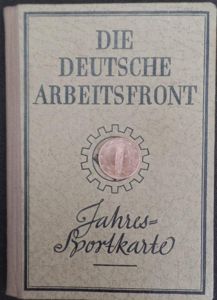 DIE
DEUTSCHE
ARBEITSFRONT
Jahres=
Sportkarte